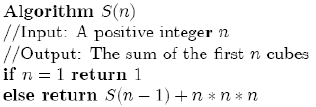 Algorithm S(n)
//Input: A positive integer n
//Output: The sum of the first n cubes
if n = 1 return 1
else return S(n − 1) + n * n * n